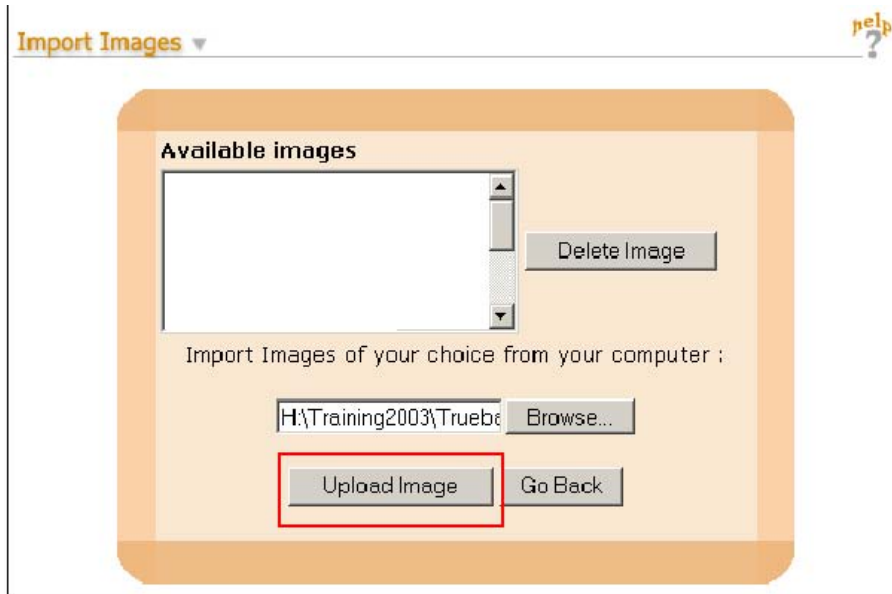 Import Images
help
?
Available images
Delete Image
Import Images of your choice from your computer :
H:\Training2003\Trueba
Browse...
Upload Image
Go Back